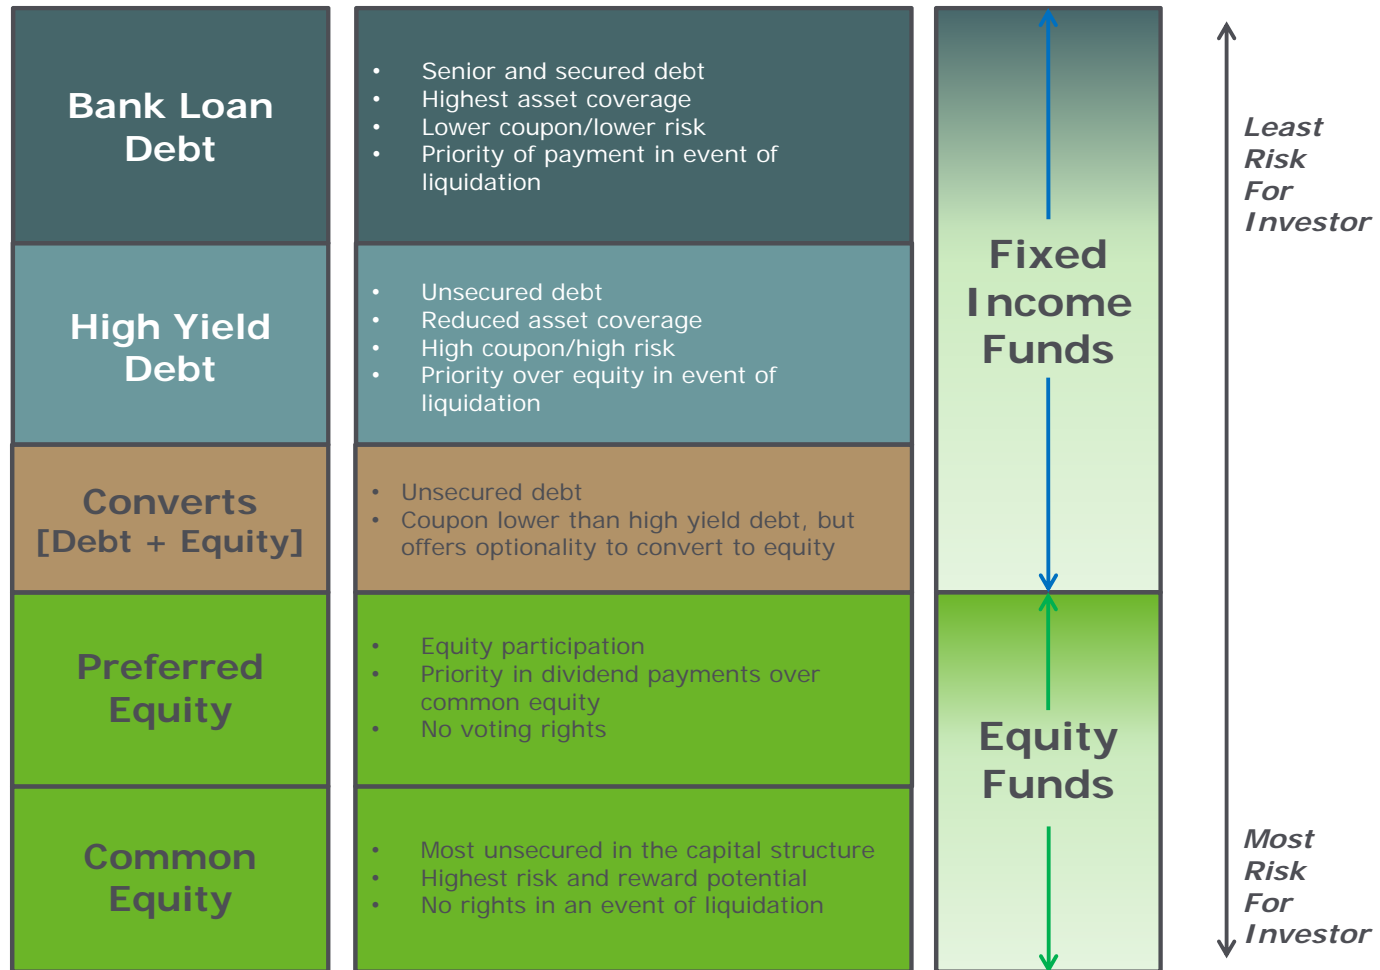 Bank Loan
Debt
• Senior and secured debt
• Highest asset coverage
• Lower coupon/lower risk
• Priority of payment in event of
liquidation
High Yield
Debt
• Unsecured debt
• Reduced asset coverage
• High coupon/high risk
• Priority over equity in event of
liquidation
Converts
[Debt + Equity]
• Unsecured debt
• Coupon lower than high yield debt, but
offers optionality to convert to equity
Preferred
Equity
• Equity participation
• Priority in dividend payments over
common equity
• No voting rights
Common
Equity
• Most unsecured in the capital structure
• Highest risk and reward potential
• No rights in an event of liquidation
Fixed
Income
Funds
Equity
Funds
Least
Risk
For
Investor
Most
Risk
For
Investor